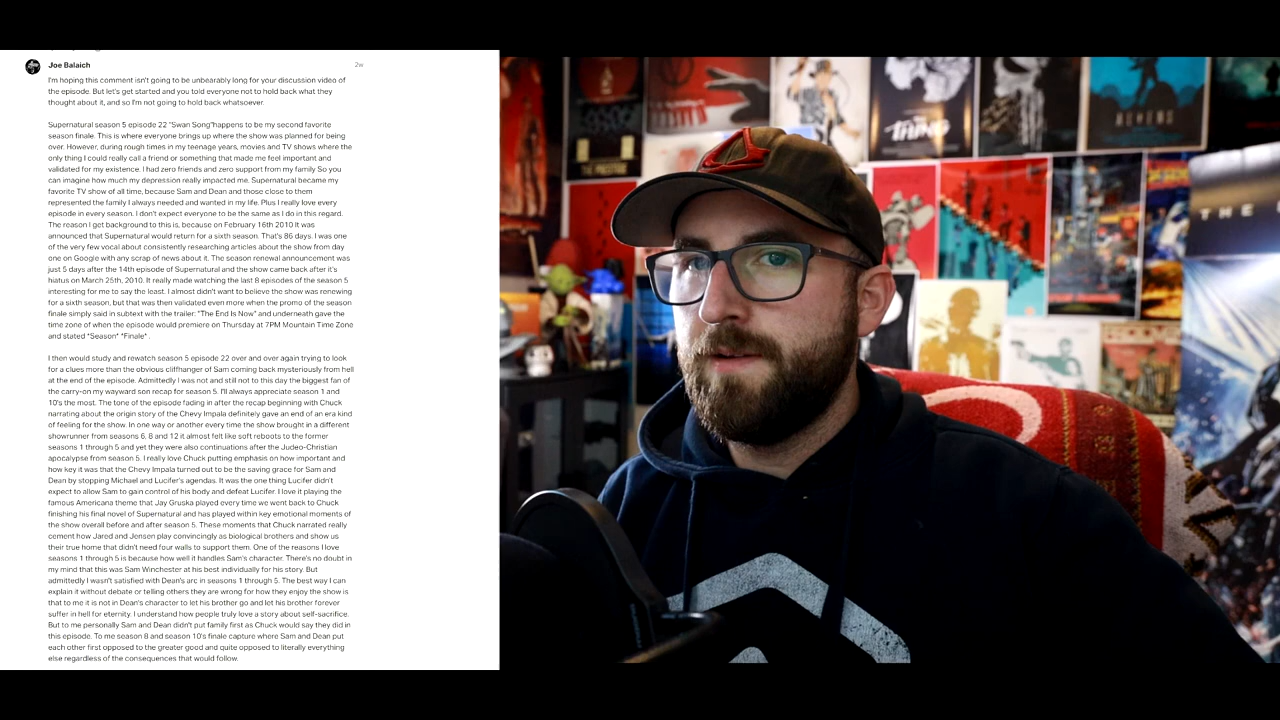 Joe Balaich
2w
I'm hoping this comment isn't going to be unbearably long for your discussion video of
the episode. But let's get started and you told everyone not to hold back what they
thought about it, and so I'm not going to hold back whatsoever.
Supernatural season 5 episode 22 "Swan Song"happens to be my second favorite
season finale. This is where everyone brings up where the show was planned for being
over. However, during rough times in my teenage years, movies and TV shows where the
only thing I could really call a friend or something that made me feel important and
validated for my existence. I had zero friends and zero support from my family So you
can imagine how much my depression really impacted me. Supernatural became my
favorite TV show of all time, because Sam and Dean and those close to them
represented the family I always needed and wanted in my life. Plus I really love every
episode in every season. I don't expect everyone to be the same as I do in this regard.
The reason I get background to this is, because on February 16th 2010 It was
announced that Supernatural would return for a sixth season. That's 86 days. I was one
of the very few vocal about consistently researching articles about the show from day
one on Google with any scrap of news about it. The season renewal announcement was
just 5 days after the 14th episode of Supernatural and the show came back after it's
hiatus on March 25th, 2010. It really made watching the last 8 episodes of the season 5
interesting for me to say the least. I almost didn't want to believe the show was renewing
for a sixth season, but that was then validated even more when the promo of the season
finale simply said in subtext with the trailer: "The End Is Now" and underneath gave the
time zone of when the episode would premiere on Thursday at 7PM Mountain Time Zone
and stated *Season* *Finale* .
I then would study and rewatch season 5 episode 22 over and over again trying to look
for a clues more than the obvious cliffhanger of Sam coming back mysteriously from hell
at the end of the episode. Admittedly I was not and still not to this day the biggest fan of
the carry-on my wayward son recap for season 5. I'll always appreciate season 1 and
10's the most. The tone of the episode fading in after the recap beginning with Chuck
narrating about the origin story of the Chevy Impala definitely gave an end of an era kind
of feeling for the show. In one way or another every time the show brought in a different
showrunner from seasons 6, 8 and 12 it almost felt like soft reboots to the former
seasons 1 through 5 and yet they were also continuations after the Judeo-Christian
apocalypse from season 5. I really love Chuck putting emphasis on how important and
how key it was that the Chevy Impala turned out to be the saving grace for Sam and
Dean by stopping Michael and Lucifer's agendas. It was the one thing Lucifer didn't
expect to allow Sam to gain control of his body and defeat Lucifer. I love it playing the
famous Americana theme that Jay Gruska played every time we went back to Chuck
finishing his final novel of Supernatural and has played within key emotional moments of
the show overall before and after season 5. These moments that Chuck narrated really
cement how Jared and Jensen play convincingly as biological brothers and show us
their true home that didn't need four walls to support them. One of the reasons I love
seasons 1 through 5 is because how well it handles Sam's character. There's no doubt in
my mind that this was Sam Winchester at his best individually for his story. But
admittedly I wasn't satisfied with Dean's arc in seasons 1 through 5. The best way I can
explain it without debate or telling others they are wrong for how they enjoy the show is
that to me it is not in Dean's character to let his brother go and let his brother forever
suffer in hell for eternity. I understand how people truly love a story about self-sacrifice.
But to me personally Sam and Dean didn't put family first as Chuck would say they did in
this episode. To me season 8 and season 10's finale capture where Sam and Dean put
each other first opposed to the greater good and quite opposed to literally everything
else regardless of the consequences that would follow.
THE PRESTIGE
THE THING
ALIENS
THE